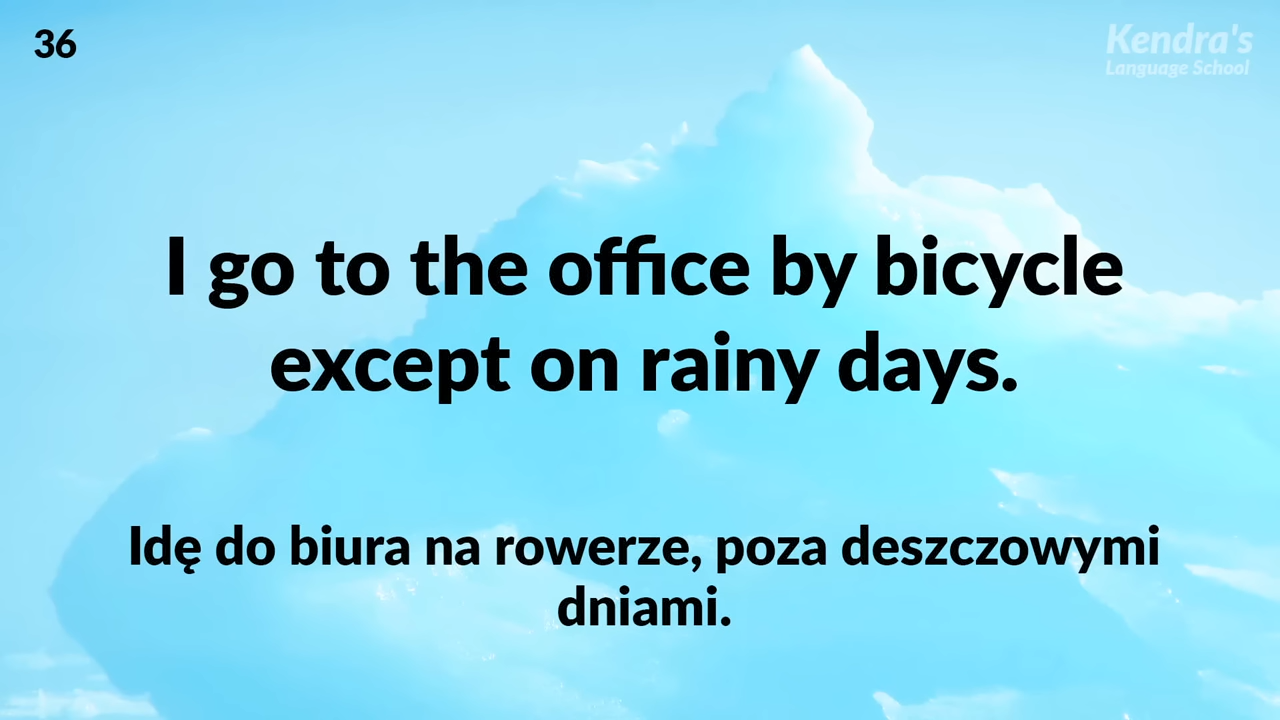 36
Kendra's
Language School
I go to the office by bicycle
except on rainy days.
Idę do biura na rowerze, poza deszczowymi
dniami.